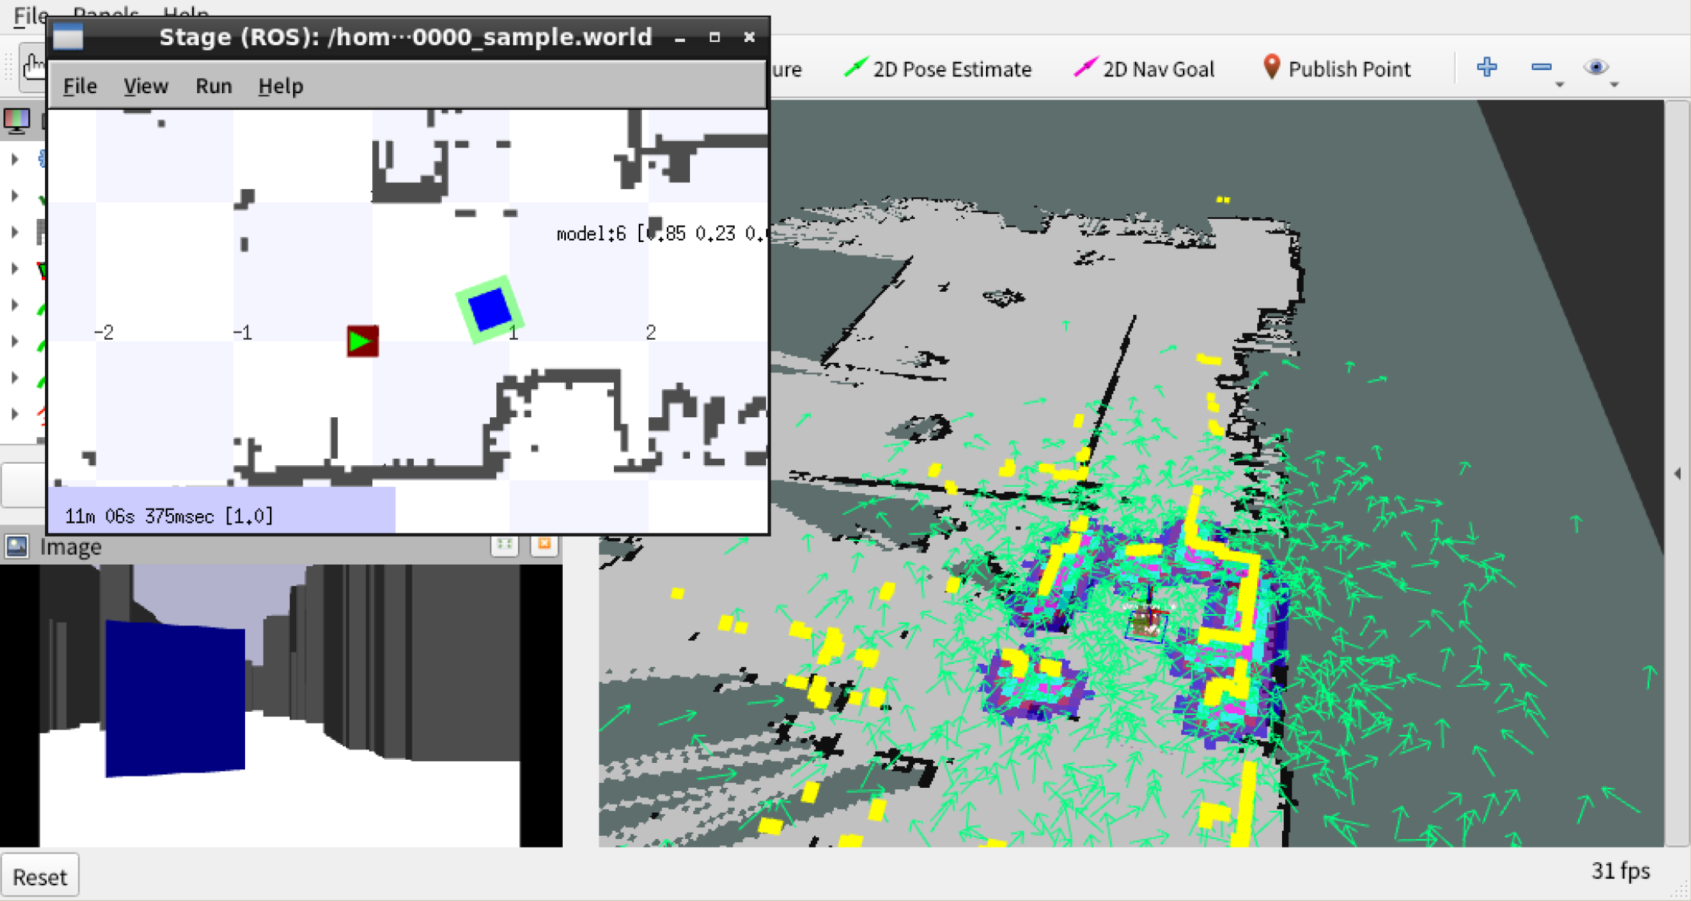 File Panels Help
Stage (ROS): /hom···0000_sample.world
File View Run Help
ure 2D Pose Estimate 2D Nav Goal Publish Point
model:6 [0.85 0.23 0.
-2 -1 1 2
11m 06s 375msec [1.0]
Image
Reset
31 fps